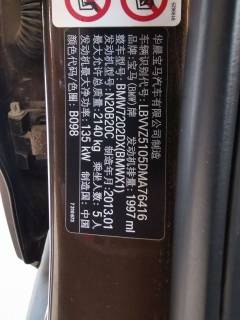 华晨宝马汽车有限公司制造
车辆识别代号:LBVVZ5105DMA76416
品牌:宝马(BMW)牌 发动机排量:1997 ml
整车型号:BMW7202DX(BMWX1)
发动机型号:N20B20C 制造年月:2013.01
最大允许总质量:2140 kg 乘坐人数:5人
发动机最大净功率:135 kW 制造国:中国
颜色代码/色号:B09B